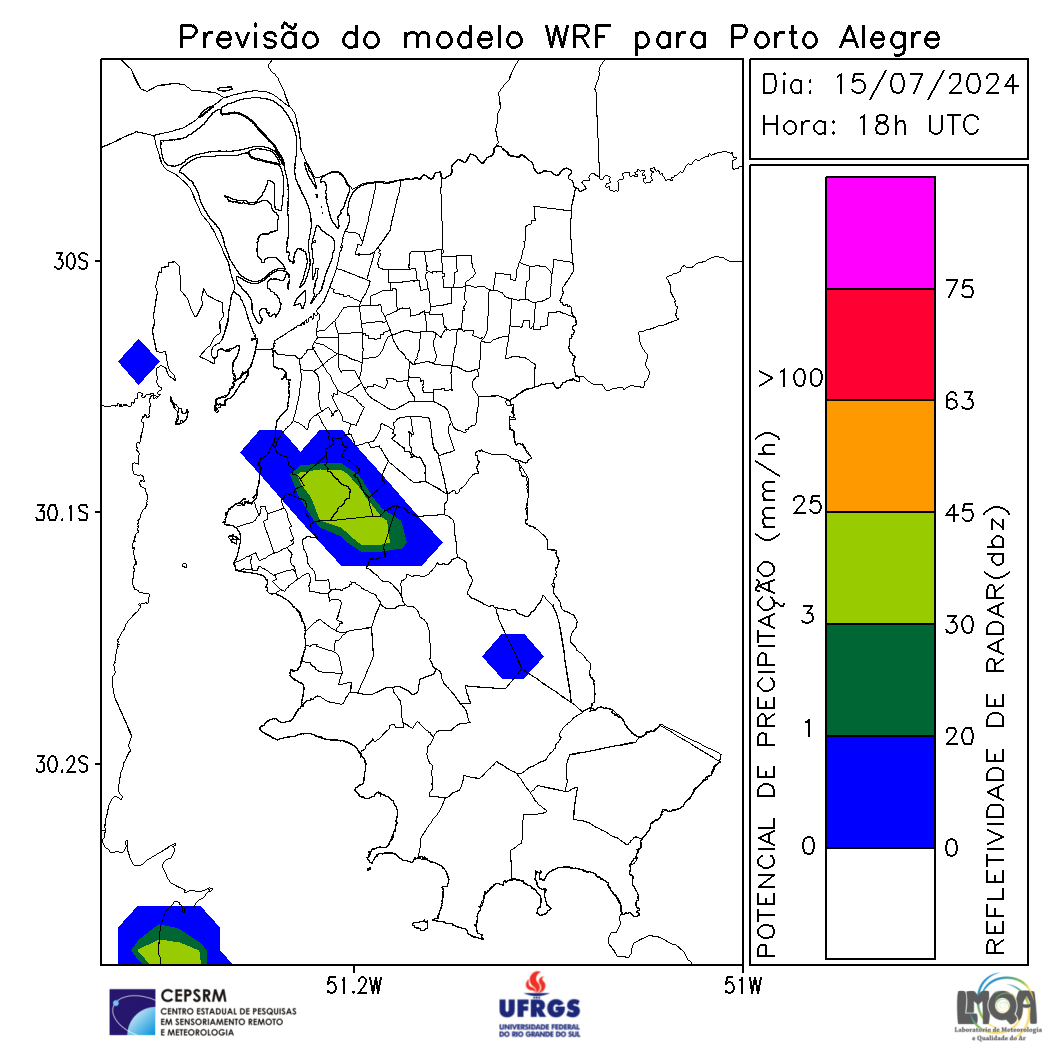 Previsão do modelo WRF para Porto Alegre
Dia: 15/07/2024
Hora: 18h UTC
30S
30.1S
30.2S
51.2W
51W
POTENCIAL DE PRECIPITAÇÃO (mm/h)
>100
25
3
1
0
75
63
45
30
20
0
REFLETIVIDADE DE RADAR(dbz)
CEPSRM
CENTRO ESTADUAL DE PESQUISAS
EM SENSORIAMENTO REMOTO
E METEOROLOGIA
UFRGS
UNIVERSIDADE FEDERAL
DO RIO GRANDE DO SUL
LMQA
Laboratório de Meteorologia
e Qualidade do Ar